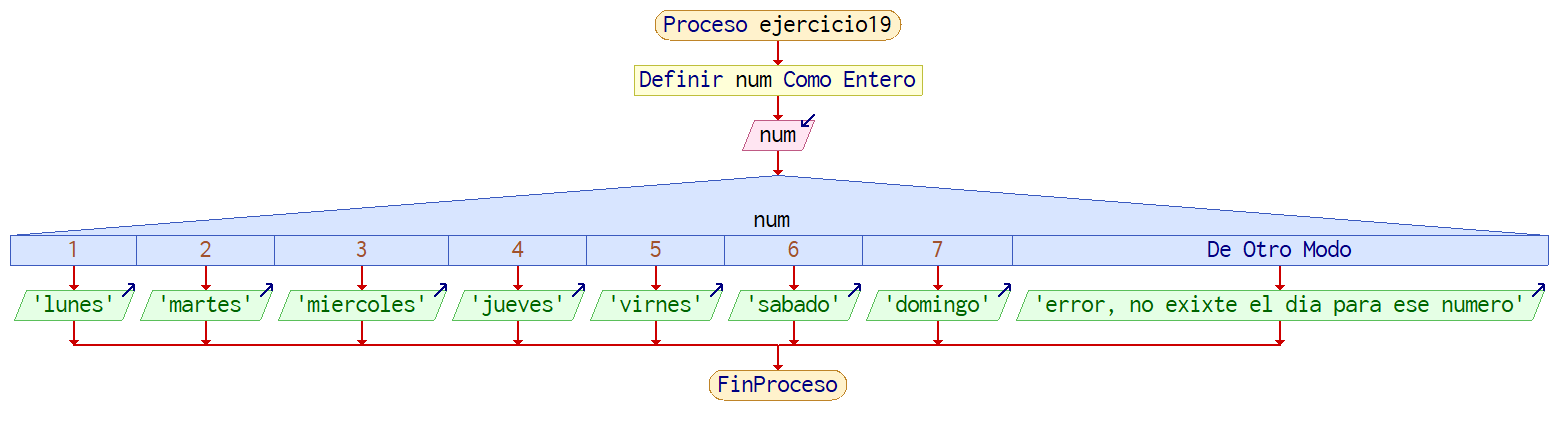 Proceso ejercicio19
Definir num Como Entero
num
num
1 2 3 4 5 6 7 De Otro Modo
'lunes' 'martes' 'miercoles' 'jueves' 'virnes' 'sabado' 'domingo' 'error, no exixte el dia para ese numero'
FinProceso